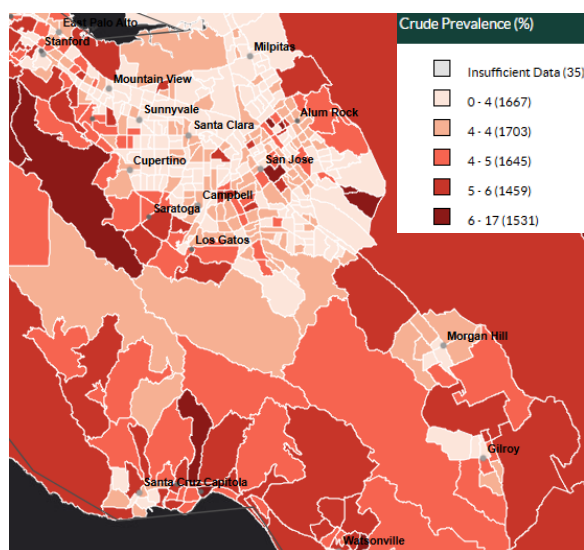 East Palo Alto
Stanford
Milpitas
Mountain View
Sunnyvale
Santa Clara
Alum Rock
Cupertino
San Jose
Campbell
Saratoga
Los Gatos
Morgan Hill
Gilroy
Santa Cruz Capitola
Watsonville
Crude Prevalence (%)
Insufficient Data (35)
0 - 4 (1667)
4 - 4 (1703)
4 - 5 (1645)
5 - 6 (1459)
6 - 17 (1531)